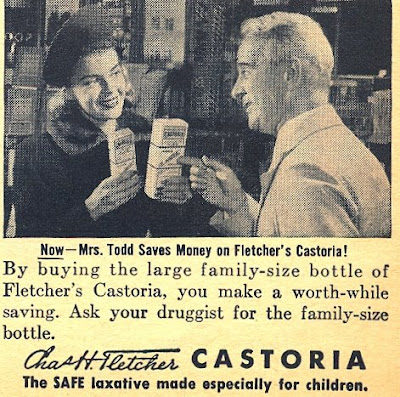 Now—Mrs. Todd Saves Money on Fletcher's Castoria!
By buying the large family-size bottle of
Fletcher's Castoria, you make a worth-while
saving. Ask your druggist for the family-size
bottle.
Chas H. Fletcher CASTORIA
The SAFE laxative made especially for children.